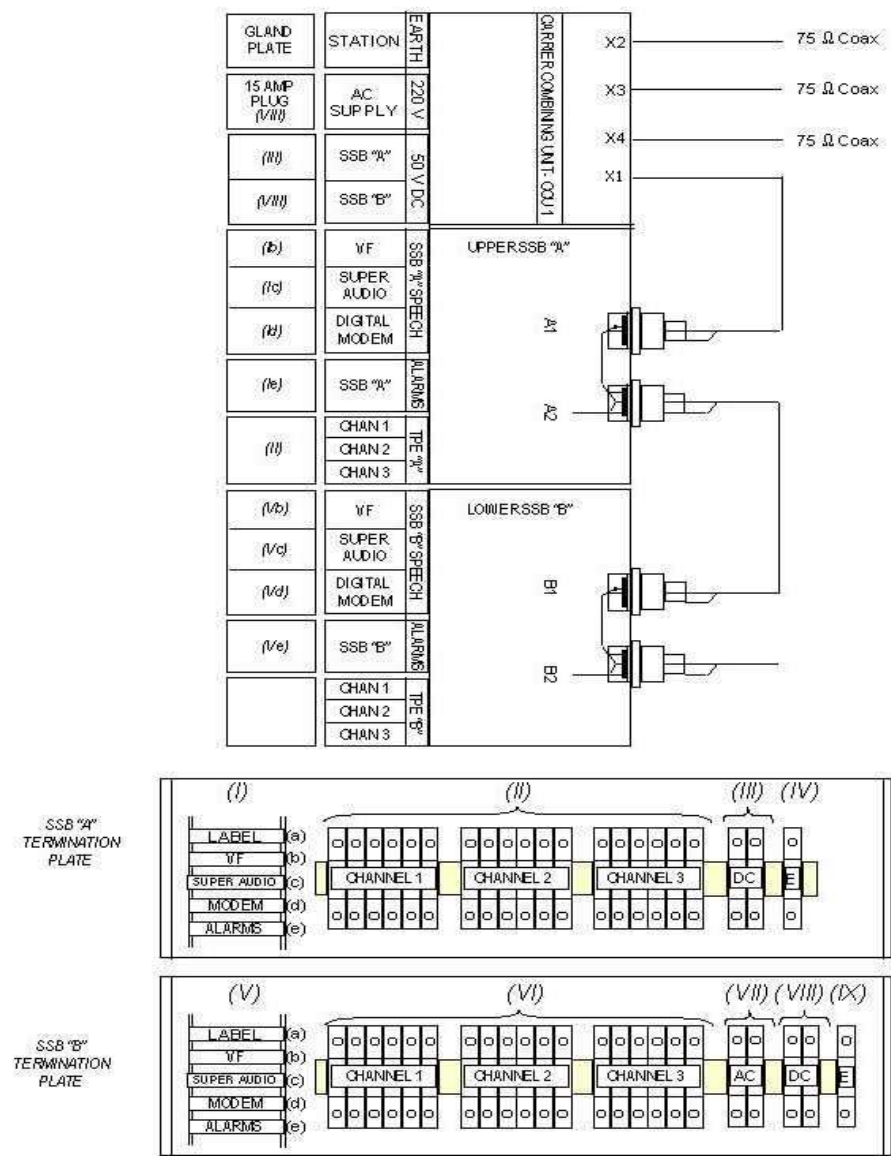 GLAND
PLATE
STATION
EARTH
15 AMP
PLUG
(VIII)
AC
SUPPLY
220 V
(III)
SSB "A"
50 V DC
(VIII)
SSB "B"
CARRIER COMBINING UNIT- CCU 1
X2
75 Ω Coax
X3
75 Ω Coax
X4
75 Ω Coax
X1
(Ib)
VF
SSB "A" SPEECH
(Ic)
SUPER
AUDIO
(Id)
DIGITAL
MODEM
(Ie)
SSB "A"
ALARMS
(II)
CHAN 1
CHAN 2
CHAN 3
TPE "A"
UPPER SSB "A"
A1
A2
(Vb)
VF
SSB "B" SPEECH
(Vc)
SUPER
AUDIO
(Vd)
DIGITAL
MODEM
(Ve)
SSB "B"
ALARMS
CHAN 1
CHAN 2
CHAN 3
TPE "B"
LOWER SSB "B"
B1
B2
SSB "A"
TERMINATION
PLATE
(I) (II) (III) (IV)
LABEL (a)
VF (b)
SUPER AUDIO (c)
MODEM (d)
ALARMS (e)
CHANNEL 1 CHANNEL 2 CHANNEL 3 DC E
SSB "B"
TERMINATION
PLATE
(V) (VI) (VII) (VIII) (IX)
LABEL (a)
VF (b)
SUPER AUDIO (c)
MODEM (d)
ALARMS (e)
CHANNEL 1 CHANNEL 2 CHANNEL 3 AC DC E